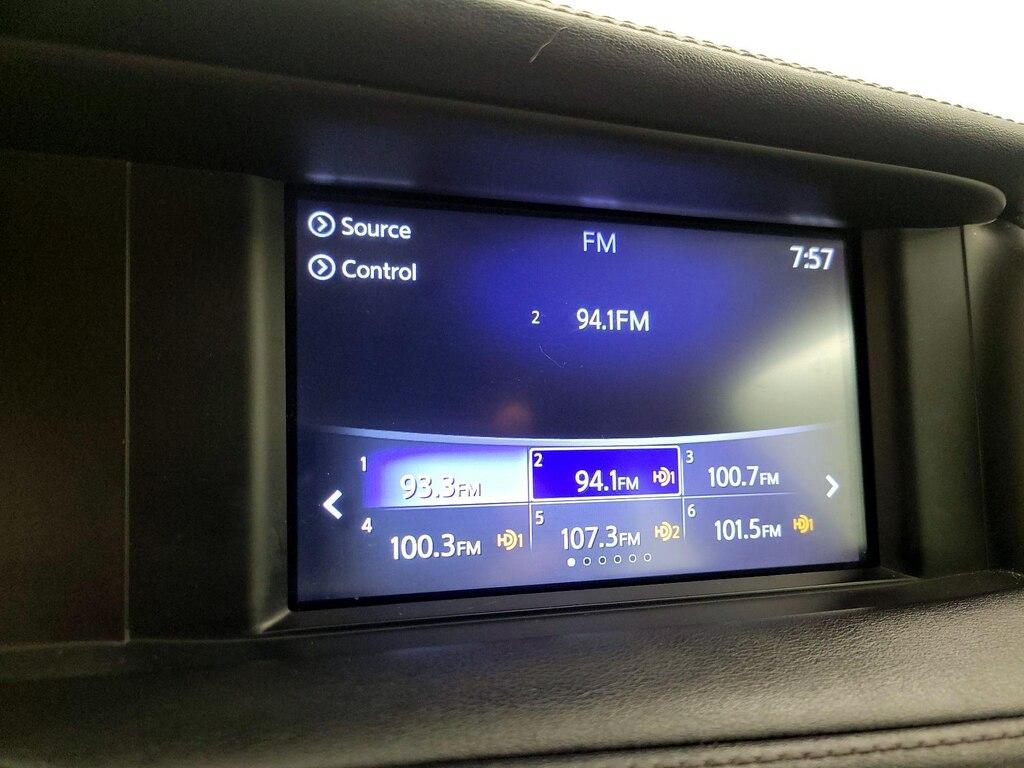 Source
FM
7:57
Control
2 94.1FM
1 93.3FM
2 94.1FM HD1
3 100.7FM
4 100.3FM HD1
5 107.3FM HD2
6 101.5FM HD1